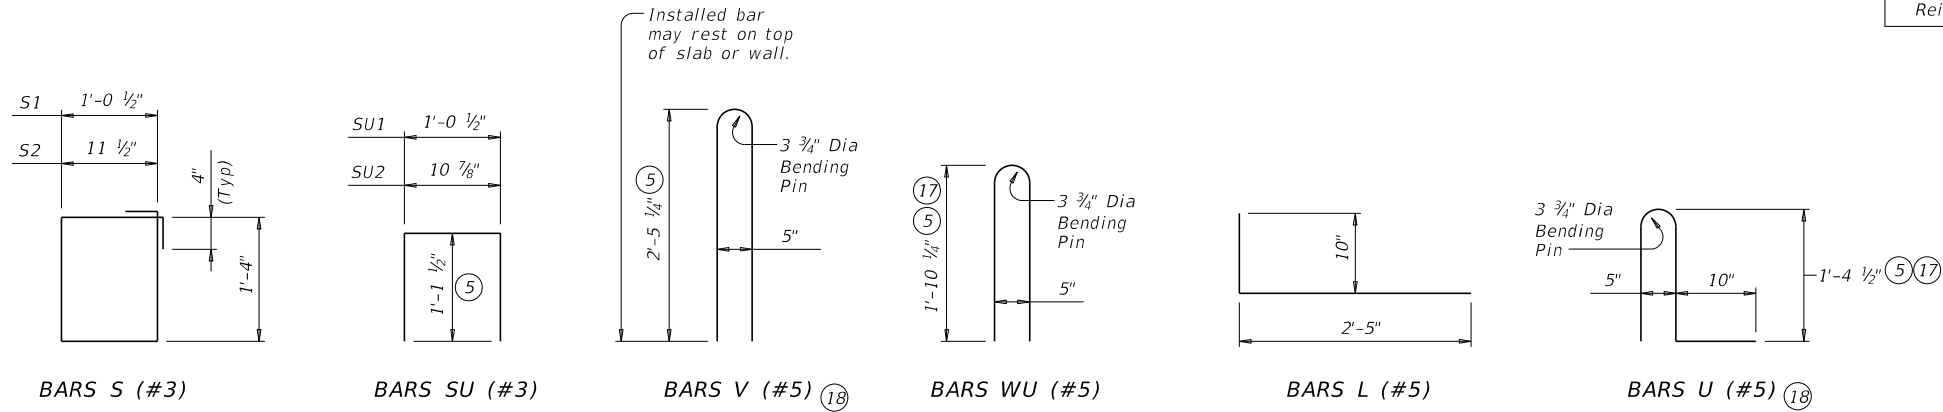 Rei
Installed bar
may rest on top
of slab or wall.
S1
1'-0 ½"
S2
11 ½"
4"
(Typ)
1'-4"
BARS S (#3)
SU1
1'-0 ½"
SU2
10 ⅞"
1'-1 ½"
5
BARS SU (#3)
2'-5 ¼"
5
3 ¾" Dia
Bending
Pin
5"
BARS V (#5) 18
17
5
1'-10 ¼"
3 ¾" Dia
Bending
Pin
5"
BARS WU (#5)
10"
2'-5"
BARS L (#5)
3 ¾" Dia
Bending
Pin
5"
10"
1'-4 ½" 5 17
BARS U (#5) 18